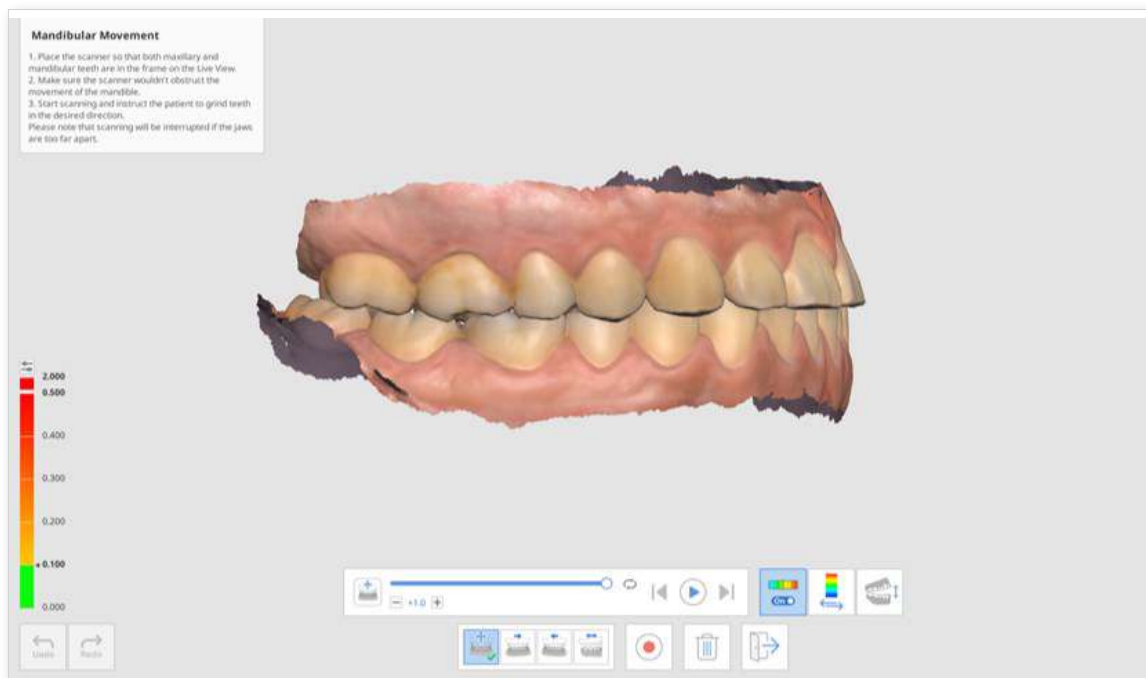 Mandibular Movement
1. Place the scanner so that both maxillary and
mandibular teeth are in the frame on the Live View.
2. Make sure the scanner wouldn't obstruct the
movement of the mandible.
3. Start scanning and instruct the patient to grind teeth
in the desired direction.
Please note that scanning will be interrupted if the jaws
are too far apart.
2.000
0.500
0.400
0.300
0.200
0.100
0.000
×1.0
On
Undo
Redo